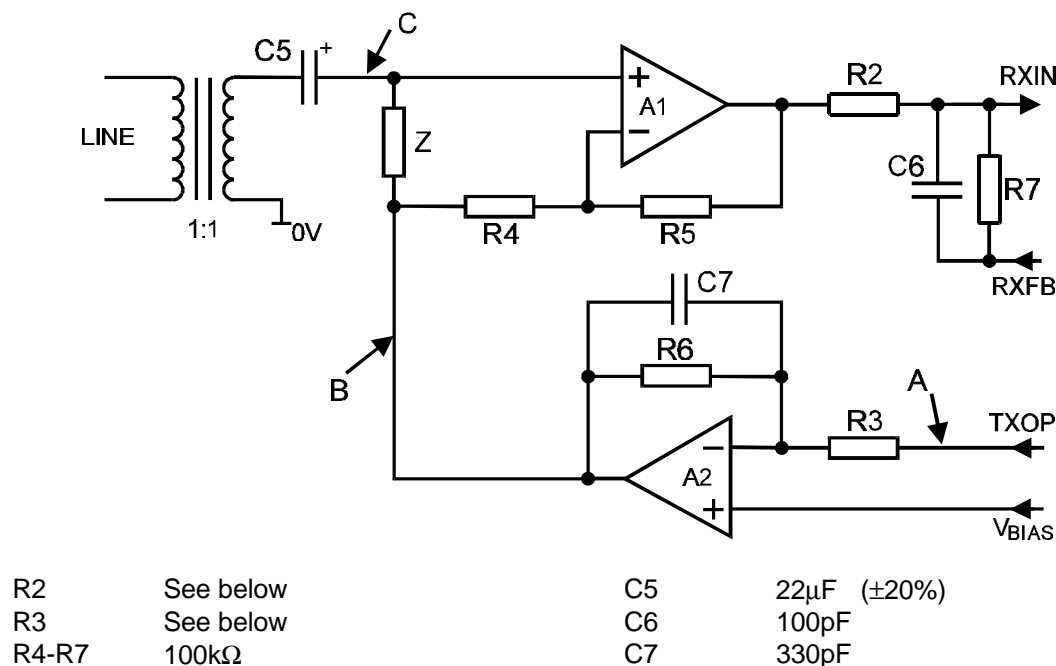 C
C5
+
LINE
1:1
0V
Z
+
A1
−
R4
R5
R2
RXIN
C6
R7
RXFB
C7
R6
B
A
R3
TXOP
−
A2
+
VBIAS
R2 See below C5 22µF (±20%)
R3 See below C6 100pF
R4-R7 100kΩ C7 330pF